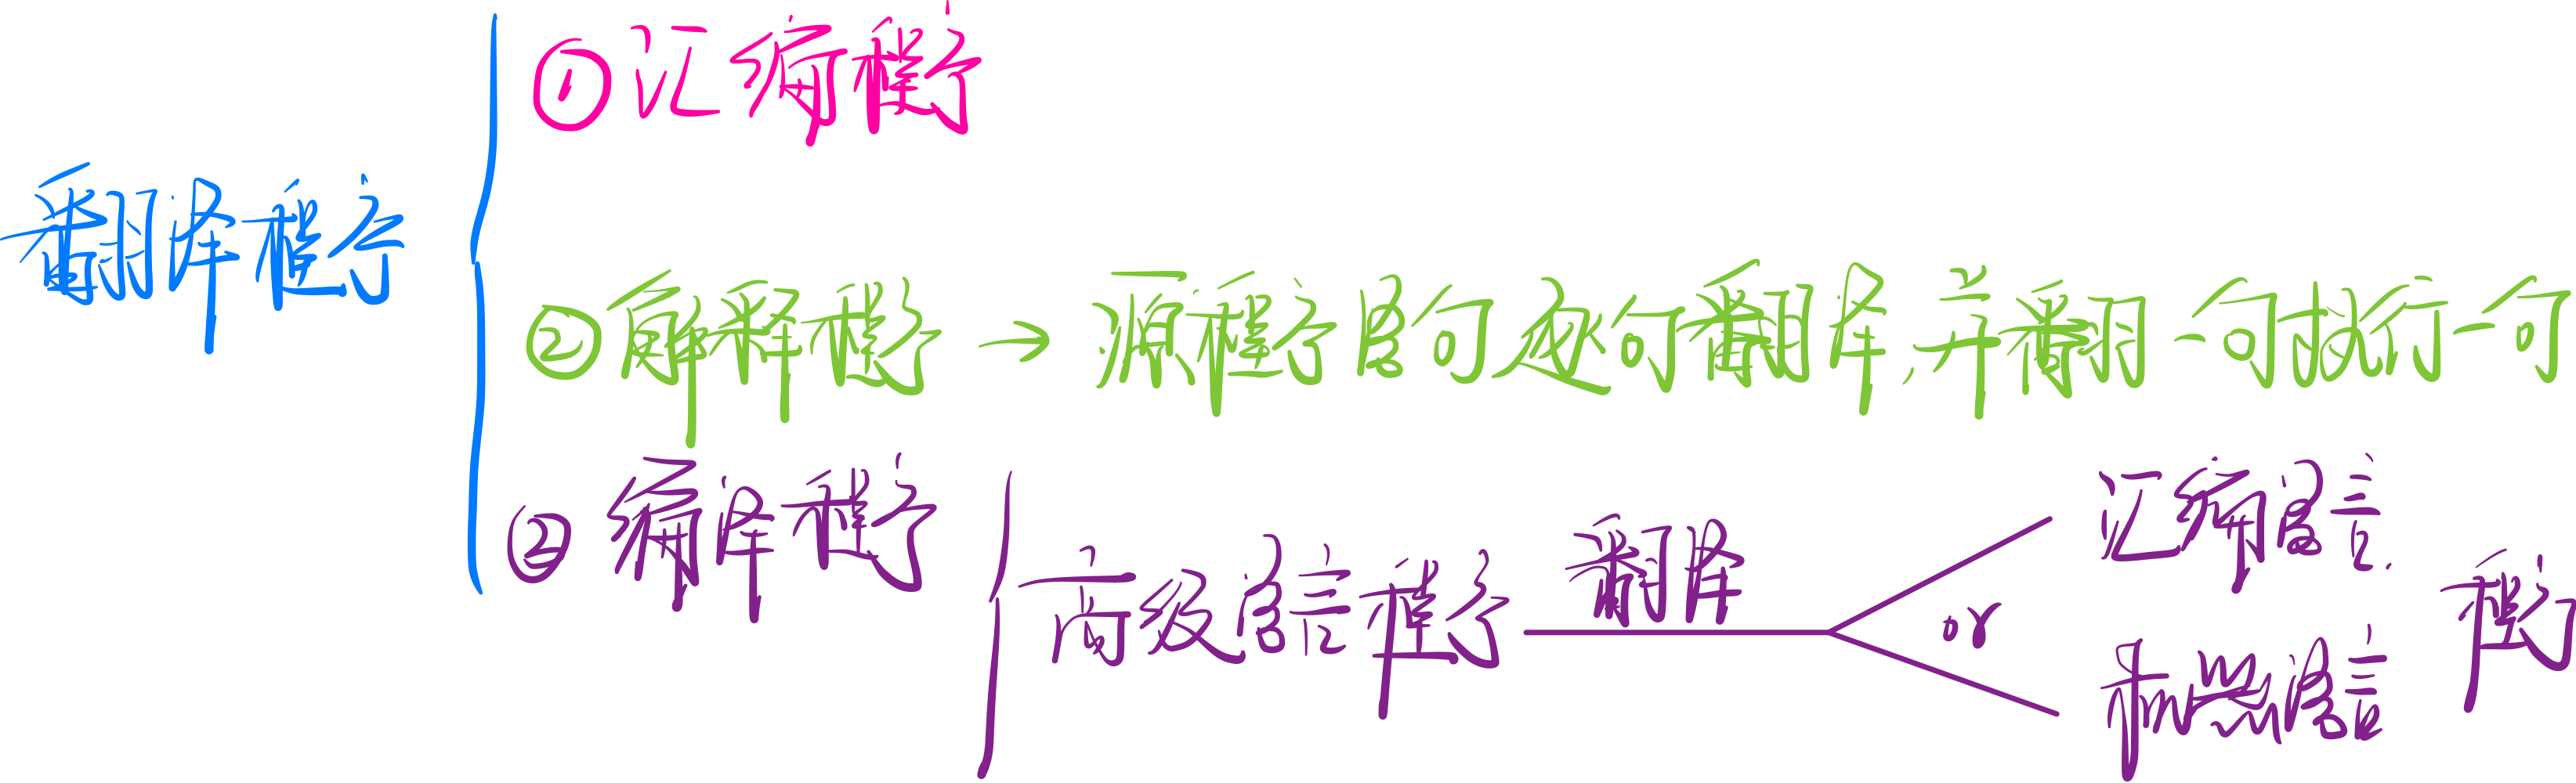 翻译程序
①汇编程序
②解释程序 → 源程序语句逐句翻译,并翻一句执行一句
③编译程序
高级语言程序 翻译 汇编语言 or 机器语言 程序